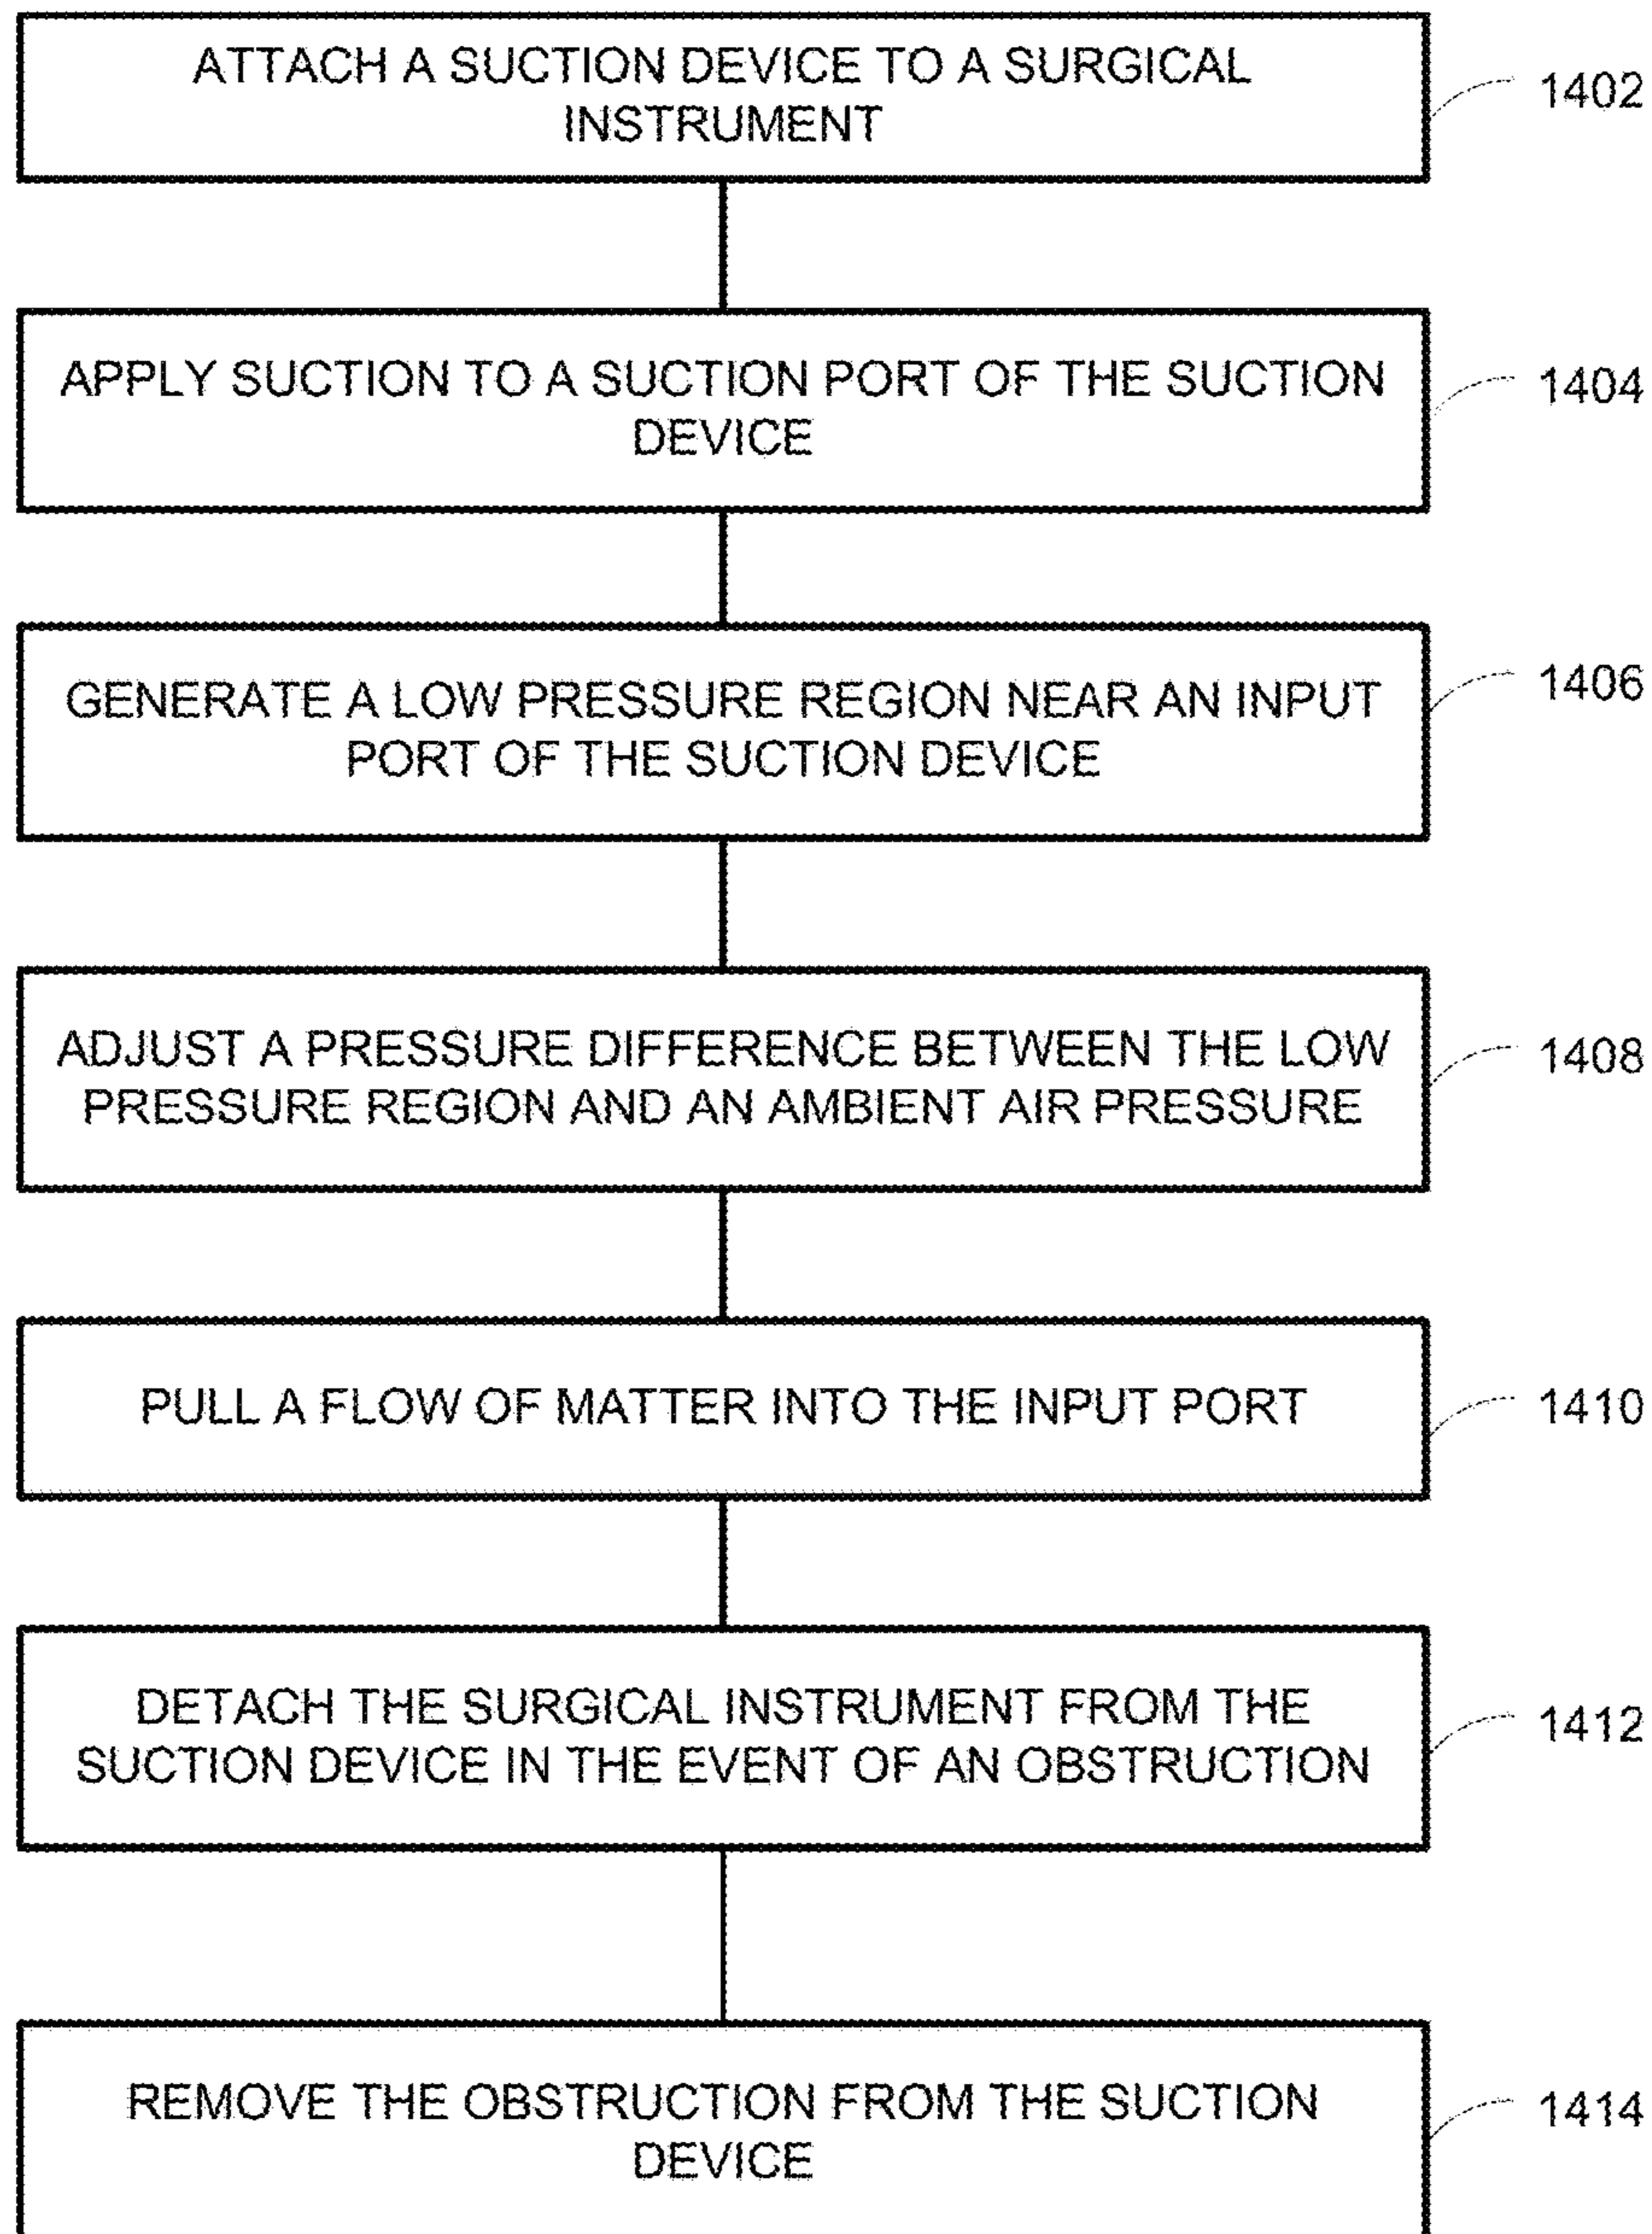 ATTACH A SUCTION DEVICE TO A SURGICAL
INSTRUMENT
1402
APPLY SUCTION TO A SUCTION PORT OF THE SUCTION
DEVICE
1404
GENERATE A LOW PRESSURE REGION NEAR AN INPUT
PORT OF THE SUCTION DEVICE
1406
ADJUST A PRESSURE DIFFERENCE BETWEEN THE LOW
PRESSURE REGION AND AN AMBIENT AIR PRESSURE
1408
PULL A FLOW OF MATTER INTO THE INPUT PORT
1410
DETACH THE SURGICAL INSTRUMENT FROM THE
SUCTION DEVICE IN THE EVENT OF AN OBSTRUCTION
1412
REMOVE THE OBSTRUCTION FROM THE SUCTION
DEVICE
1414